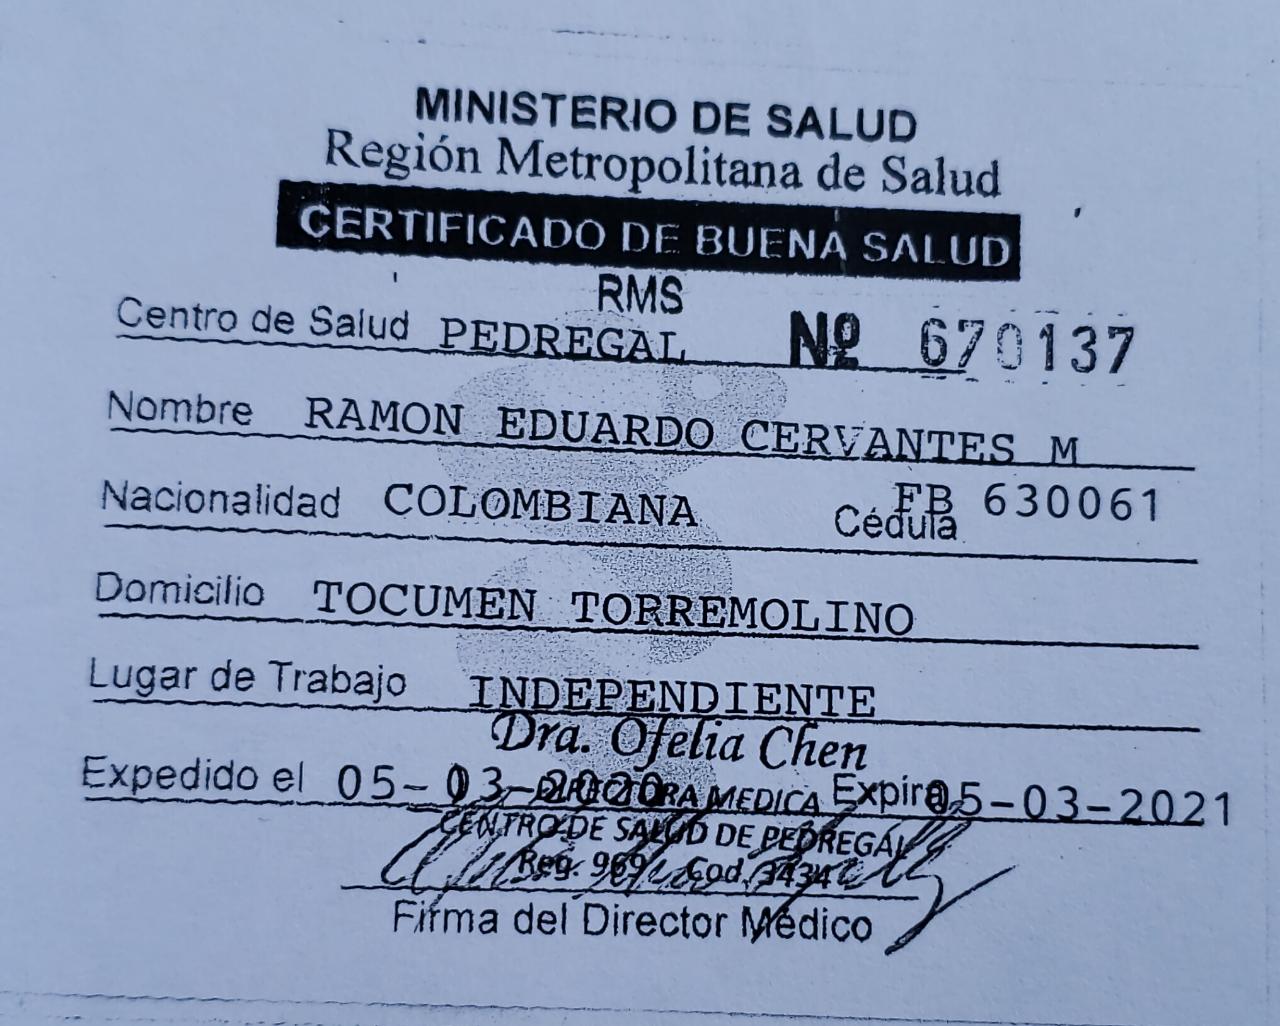 MINISTERIO DE SALUD
Región Metropolitana de Salud
CERTIFICADO DE BUENA SALUD
RMS
Centro de Salud PEDREGAL Nº 670137
Nombre RAMON EDUARDO CERVANTES M
Nacionalidad COLOMBIANA Cédula FB 630061
Domicilio TOCUMEN TORREMOLINO
Lugar de Trabajo INDEPENDIENTE
Dra. Ofelia Chen
Expedido el 05-03-2020 Expira 05-03-2021
DIRECTORA MEDICA
CENTRO DE SALUD DE PEDREGAL
Reg. 969 Cod. 3434
Firma del Director Médico